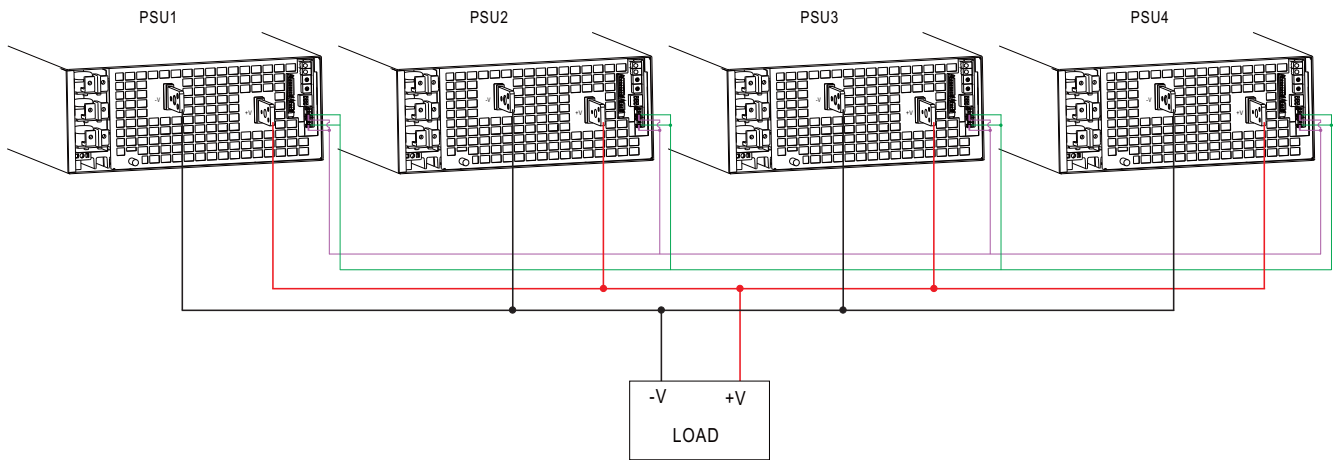 PSU1 PSU2 PSU3 PSU4
-V +V -V +V -V +V -V +V
-V +V
LOAD